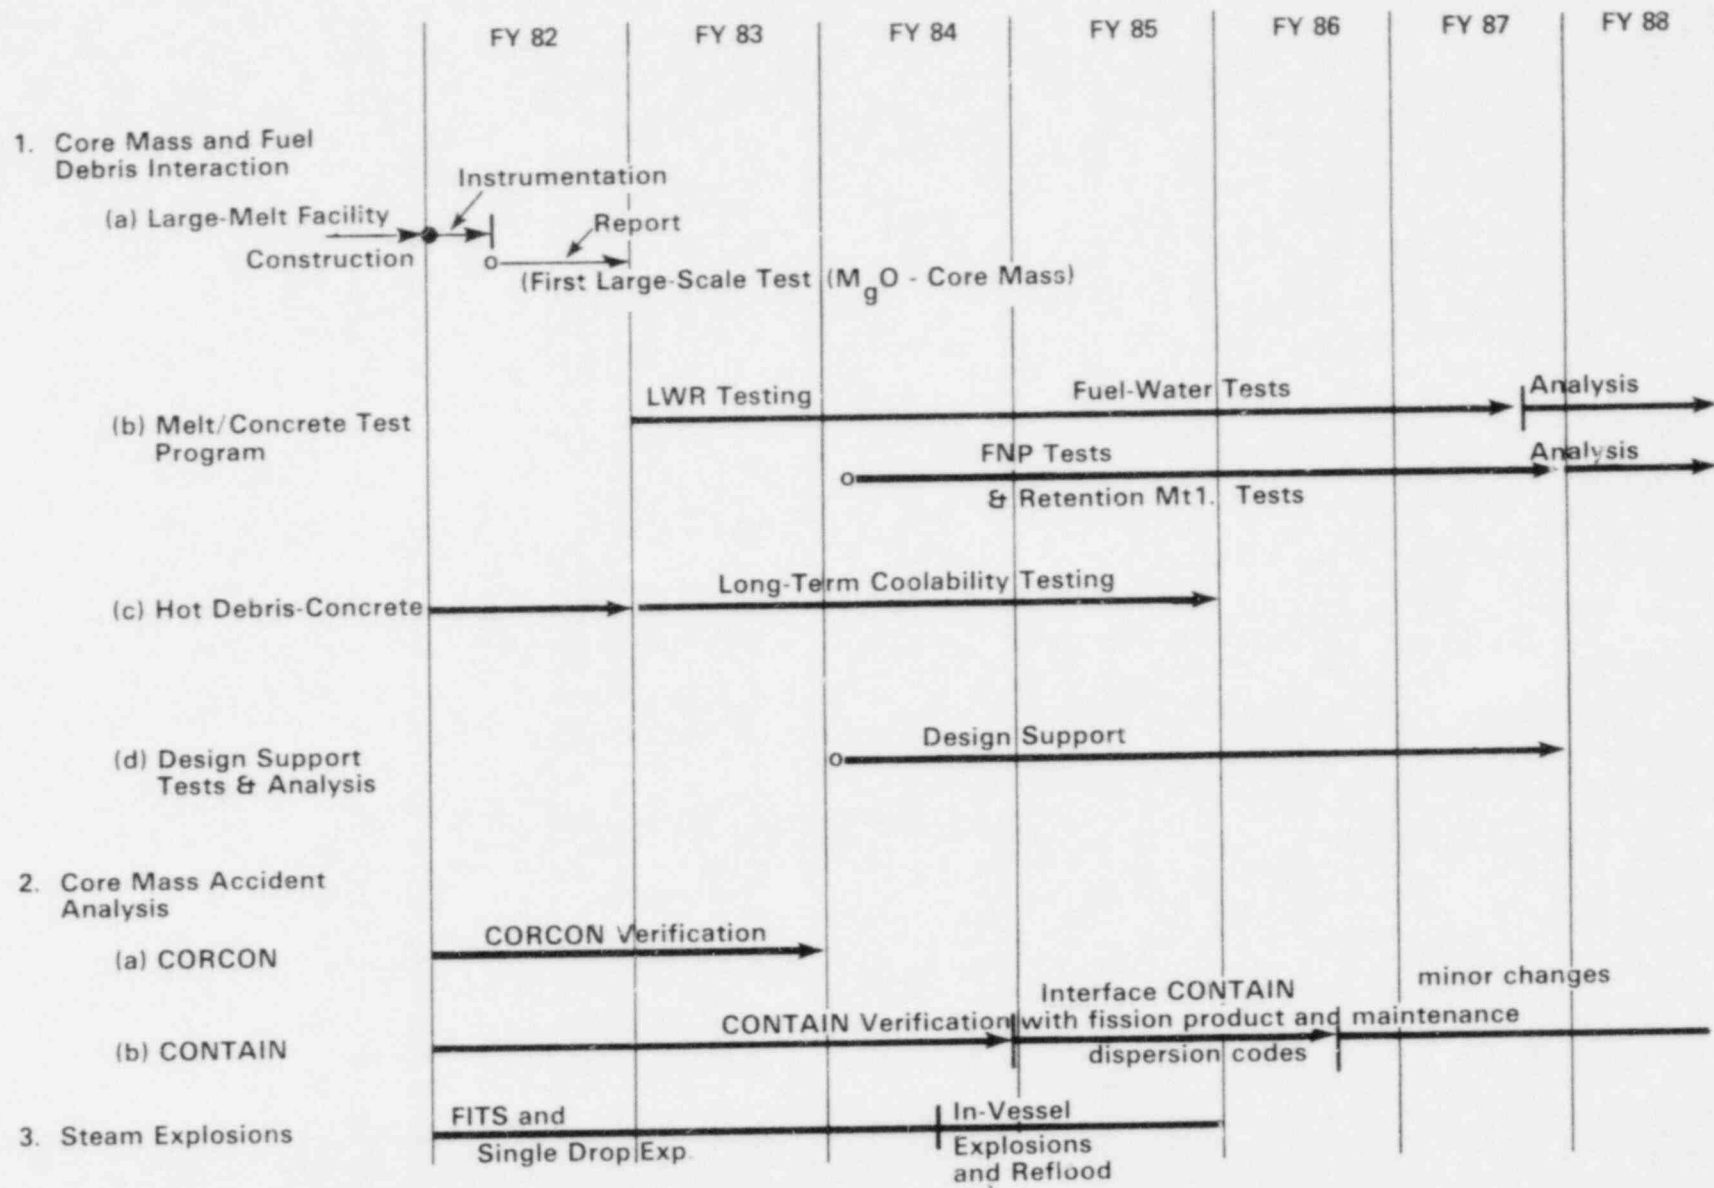 FY 82 FY 83 FY 84 FY 85 FY 86 FY 87 FY 88
1. Core Mass and Fuel
Debris Interaction
Instrumentation
(a) Large-Melt Facility
Report
Construction
(First Large-Scale Test (MgO - Core Mass)
LWR Testing Fuel-Water Tests Analysis
(b) Melt/Concrete Test
Program
FNP Tests Analysis
& Retention Mt1. Tests
Long-Term Coolability Testing
(c) Hot Debris-Concrete
Design Support
(d) Design Support
Tests & Analysis
2. Core Mass Accident
Analysis
CORCON Verification
(a) CORCON
minor changes
Interface CONTAIN
CONTAIN Verification with fission product and maintenance
(b) CONTAIN
dispersion codes
FITS and In-Vessel
3. Steam Explosions
Single Drop Exp. Explosions
and Reflood